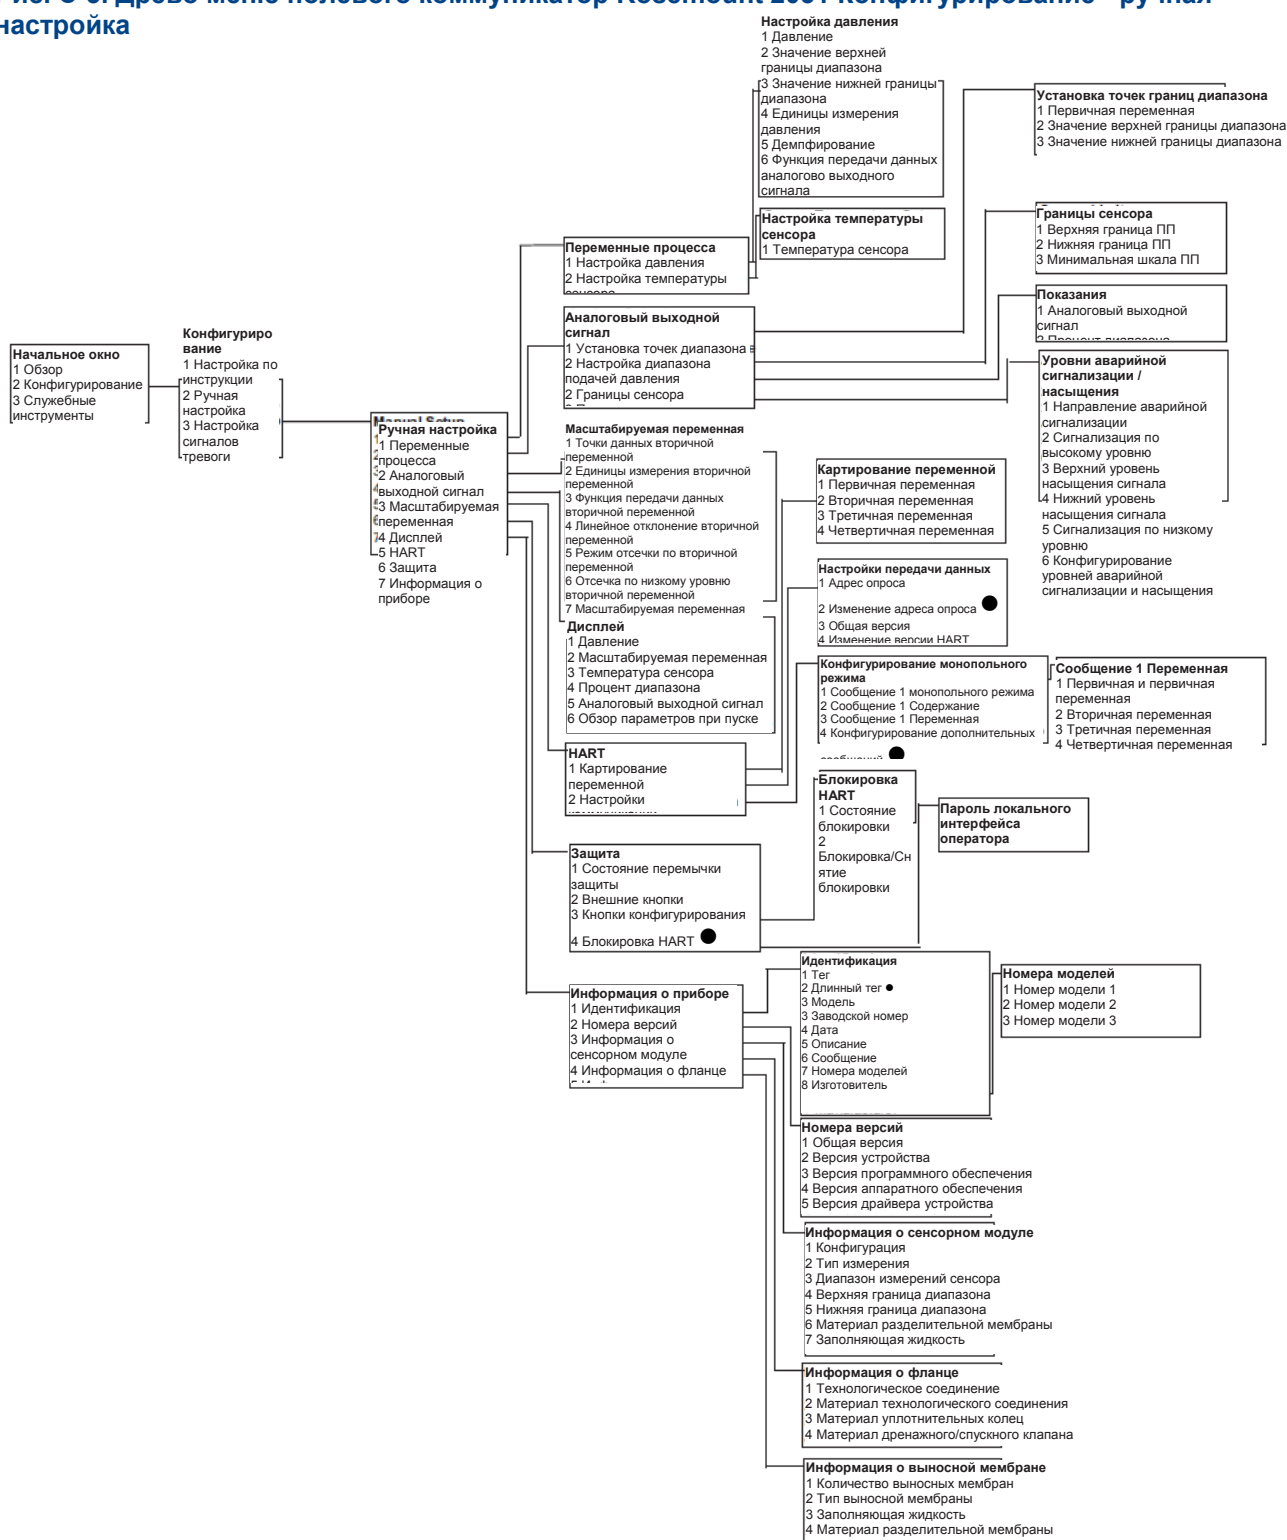 настройка
Настройка давления
1 Давление
2 Значение верхней
границы диапазона
3 Значение нижней границы
диапазона
4 Единицы измерения
давления
5 Демпфирование
6 Функция передачи данных
аналогово выходного
сигнала
Установка точек границ диапазона
1 Первичная переменная
2 Значение верхней границы диапазона
3 Значение нижней границы диапазона
Настройка температуры
сенсора
1 Температура сенсора
Границы сенсора
1 Верхняя граница ПП
2 Нижняя граница ПП
3 Минимальная шкала ПП
Переменные процесса
1 Настройка давления
2 Настройка температуры
сенсора
Показания
1 Аналоговый выходной
сигнал
2 Процент диапазона
Аналоговый выходной
сигнал
1 Установка точек диапазона
2 Настройка диапазона
подачей давления
2 Границы сенсора
Уровни аварийной
сигнализации /
насыщения
1 Направление аварийной
сигнализации
2 Сигнализация по
высокому уровню
3 Верхний уровень
насыщения сигнала
4 Нижний уровень
насыщения сигнала
5 Сигнализация по низкому
уровню
6 Конфигурирование
уровней аварийной
сигнализации и насыщения
Начальное окно
1 Обзор
2 Конфигурирование
3 Служебные
инструменты
Конфигуриро
вание
1 Настройка по
инструкции
2 Ручная
настройка
3 Настройка
сигналов
тревоги
Manual Setup
Ручная настройка
1 Переменные
процесса
2 Аналоговый
выходной сигнал
3 Масштабируемая
переменная
4 Дисплей
5 HART
6 Защита
7 Информация о
приборе
Масштабируемая переменная
1 Точки данных вторичной
переменной
2 Единицы измерения вторичной
переменной
3 Функция передачи данных
вторичной переменной
4 Линейное отклонение вторичной
переменной
5 Режим отсечки по вторичной
переменной
6 Отсечка по низкому уровню
вторичной переменной
7 Масштабируемая переменная
Картирование переменной
1 Первичная переменная
2 Вторичная переменная
3 Третичная переменная
4 Четвертичная переменная
Настройки передачи данных
1 Адрес опроса
2 Изменение адреса опроса ●
3 Общая версия
4 Изменение версии HART
Дисплей
1 Давление
2 Масштабируемая переменная
3 Температура сенсора
4 Процент диапазона
5 Аналоговый выходной сигнал
6 Обзор параметров при пуске
Конфигурирование монопольного
режима
1 Сообщение 1 монопольного режима
2 Сообщение 1 Содержание
3 Сообщение 1 Переменная
4 Конфигурирование дополнительных
сообщений ●
Сообщение 1 Переменная
1 Первичная и первичная
переменная
2 Вторичная переменная
3 Третичная переменная
4 Четвертичная переменная
HART
1 Картирование
переменной
2 Настройки
Блокировка
HART
1 Состояние
блокировки
2
Блокировка/Сн
ятие
блокировки
Пароль локального
интерфейса
оператора
Защита
1 Состояние перемычки
защиты
2 Внешние кнопки
3 Кнопки конфигурирования
4 Блокировка HART ●
Информация о приборе
1 Идентификация
2 Номера версий
3 Информация о
сенсорном модуле
4 Информация о фланце
Идентификация
1 Тег
2 Длинный тег ●
3 Модель
3 Заводской номер
4 Дата
5 Описание
6 Сообщение
7 Номера моделей
8 Изготовитель
Номера моделей
1 Номер модели 1
2 Номер модели 2
3 Номер модели 3
Номера версий
1 Общая версия
2 Версия устройства
3 Версия программного обеспечения
4 Версия аппаратного обеспечения
5 Версия драйвера устройства
Информация о сенсорном модуле
1 Конфигурация
2 Тип измерения
3 Диапазон измерений сенсора
4 Верхняя граница диапазона
5 Нижняя граница диапазона
6 Материал разделительной мембраны
7 Заполняющая жидкость
Информация о фланце
1 Технологическое соединение
2 Материал технологического соединения
3 Материал уплотнительных колец
4 Материал дренажного/спускного клапана
Информация о выносной мембране
1 Количество выносных мембран
2 Тип выносной мембраны
3 Заполняющая жидкость
4 Материал разделительной мембраны